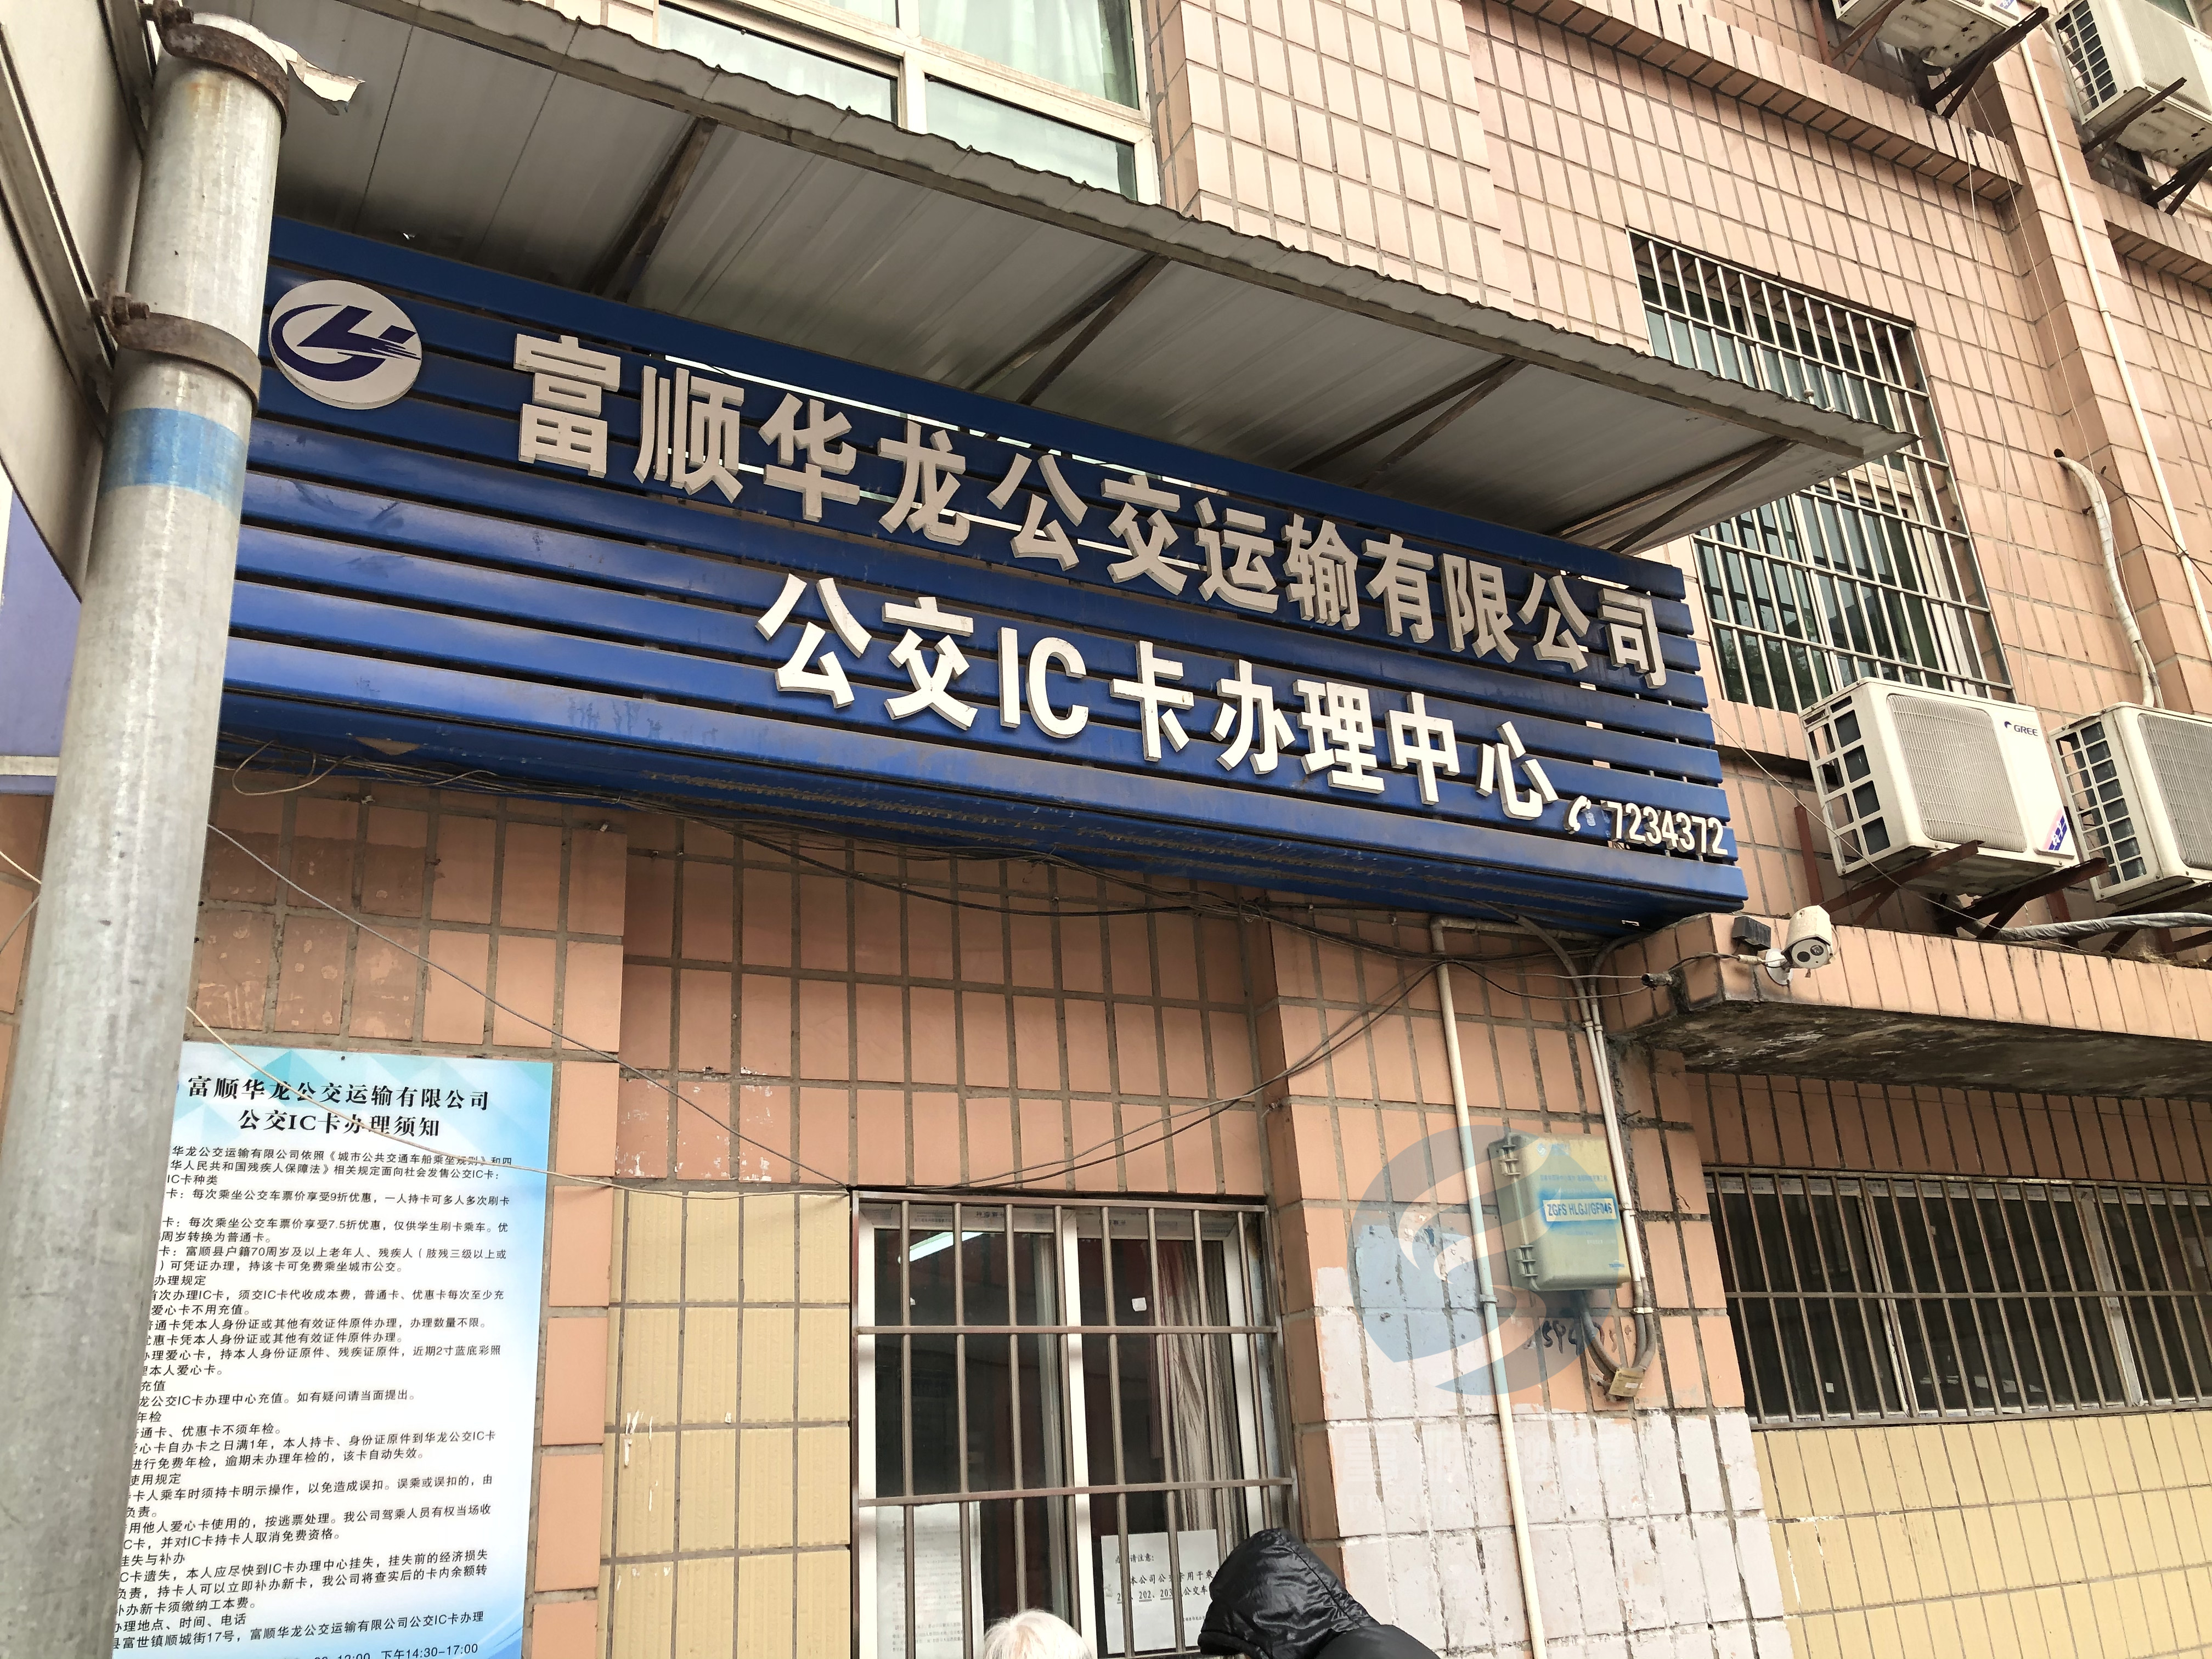 富顺华龙公交运输有限公司
公交IC卡办理中心
7234372
GREE
富顺华龙公交运输有限公司
公交IC卡办理须知
华龙公交运输有限公司依照《城市公共交通车船乘坐规则》和四
华人民共和国残疾人保障法》相关规定面向社会发售公交IC卡：
IC卡种类
卡：每次乘坐公交车票价享受9折优惠，一人持卡可多人多次刷卡
卡：每次乘坐公交车票价享受7.5折优惠，仅供学生刷卡乘车。优
周岁转换为普通卡。
卡：富顺县户籍70周岁及以上老年人、残疾人（肢残三级以上或
）可凭证办理，持该卡可免费乘坐城市公交。
办理规定
首次办理IC卡，须交IC卡代收成本费，普通卡、优惠卡每次至少充
爱心卡不用充值。
普通卡凭本人身份证或其他有效证件原件办理，办理数量不限。
优惠卡凭本人身份证或其他有效证件原件办理。
办理爱心卡，持本人身份证原件、残疾证原件，近期2寸蓝底彩照
理本人爱心卡。
充值
龙公交IC卡办理中心充值。如有疑问请当面提出。
年检
普通卡、优惠卡不须年检。
爱心卡自办卡之日满1年，本人持卡、身份证原件到华龙公交IC卡
进行免费年检，逾期未办理年检的，该卡自动失效。
使用规定
持卡人乘车时须持卡明示操作，以免造成误扣。误乘或误扣的，由
负责。
用他人爱心卡使用的，按逃票处理。我公司驾乘人员有权当场收
C卡，并对IC卡持卡人取消免费资格。
挂失与补办
IC卡遗失，本人应尽快到IC卡办理中心挂失，挂失前的经济损失
负责，持卡人可以立即补办新卡，我公司将查实后的卡内余额转
补办新卡须缴纳工本费。
办理地点、时间、电话
县富世镇顺城街17号，富顺华龙公交运输有限公司公交IC卡办理
12:00 下午14:30-17:00
ZGFS HLGJ/GF045
请注意：
本公司公交
用于乘
202、203
公交车